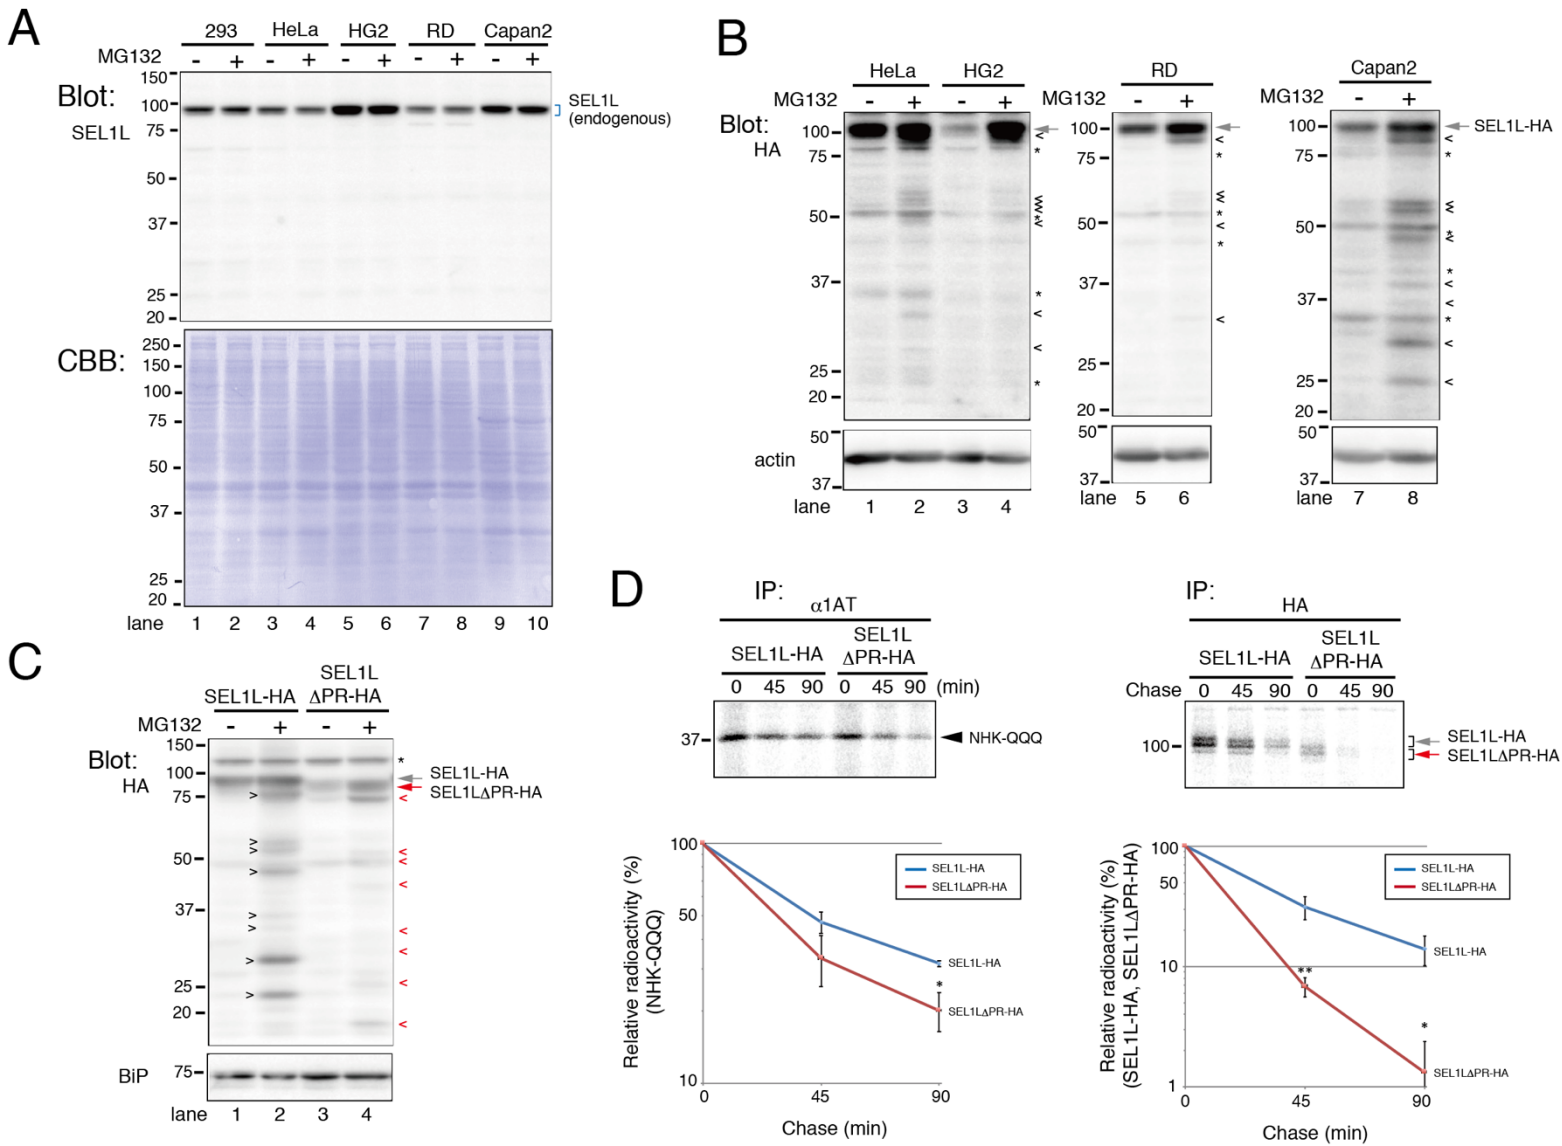 A
293 HeLa HG2 RD Capan2
MG132 - + - + - + - + - +
Blot:
SEL1L
150
100
75
50
37
25
20
SEL1L
(endogenous)
CBB:
250
150
100
75
50
37
25
20
lane 1 2 3 4 5 6 7 8 9 10
B
HeLa HG2
MG132 - + - +
Blot:
HA
100
75
50
37
25
20
*
*
*
*
*
50
actin
37
lane 1 2 3 4
RD
MG132 - +
100
75
50
37
25
20
*
*
*
50
37
lane 5 6
Capan2
MG132 - +
100
75
50
37
25
20
SEL1L-HA
*
*
*
*
50
37
lane 7 8
C
SEL1L
SEL1L-HA ΔPR-HA
MG132 - + - +
Blot:
HA
150
100
75
50
37
25
20
*
SEL1L-HA
SEL1LΔPR-HA
BiP 75
lane 1 2 3 4
D
IP:
α1AT
SEL1L
SEL1L-HA ΔPR-HA
0 45 90 0 45 90 (min)
37
NHK-QQQ
IP:
HA
SEL1L
SEL1L-HA ΔPR-HA
Chase 0 45 90 0 45 90
100
SEL1L-HA
SEL1LΔPR-HA
Relative radioactivity (%)
(NHK-QQQ)
100
50
10
SEL1L-HA
SEL1LΔPR-HA
SEL1L-HA
*
SEL1LΔPR-HA
0 45 90
Chase (min)
Relative radioactivity (%)
(SEL1L-HA, SEL1LΔPR-HA)
100
50
10
1
SEL1L-HA
SEL1LΔPR-HA
SEL1L-HA
**
*
SEL1LΔPR-HA
0 45 90
Chase (min)